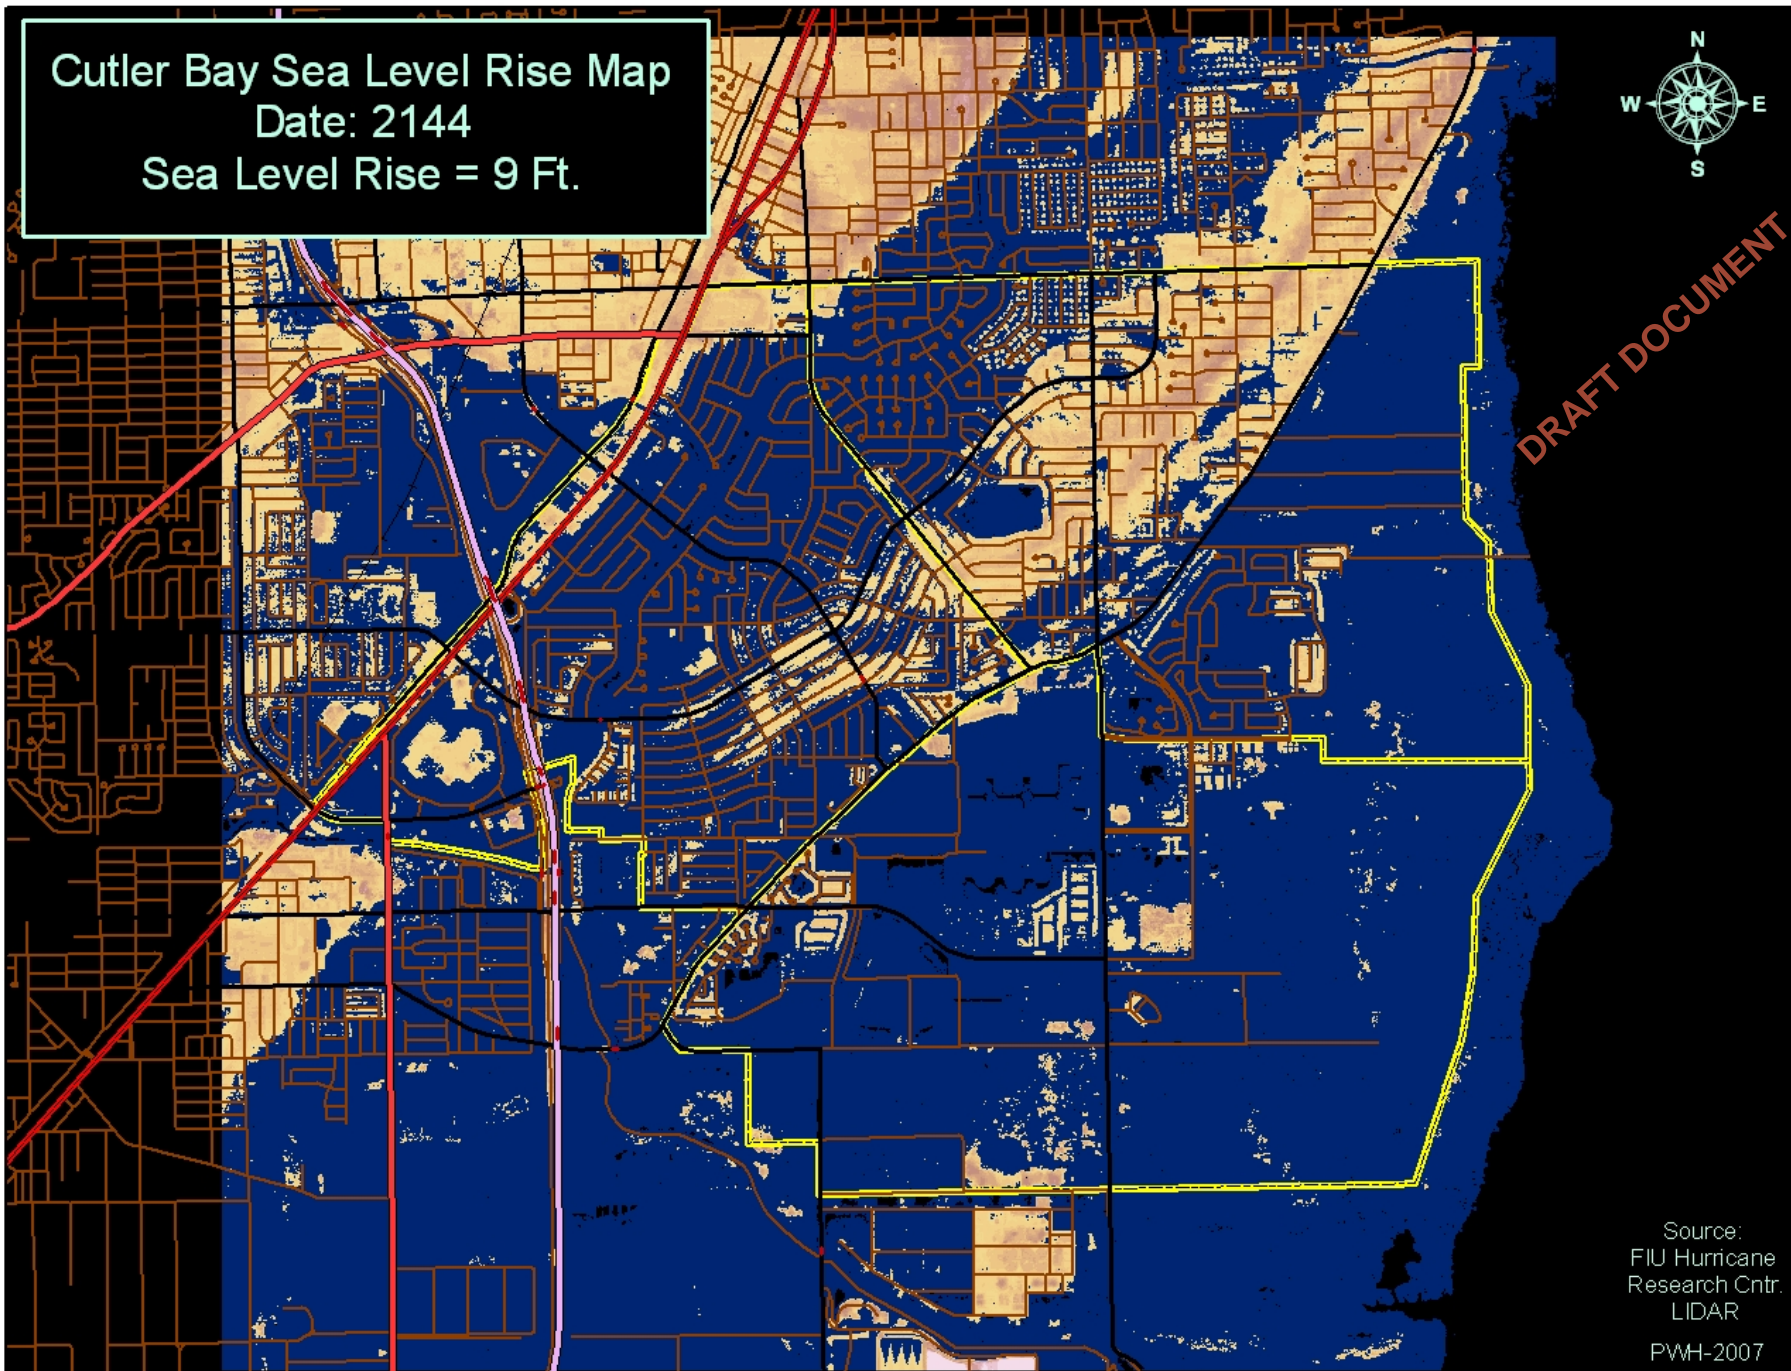 Cutler Bay Sea Level Rise Map
Date: 2144
Sea Level Rise = 9 Ft.
N
W E
S
DRAFT DOCUMENT
Source:
FIU Hurricane
Research Cntr.
LIDAR
PWH-2007